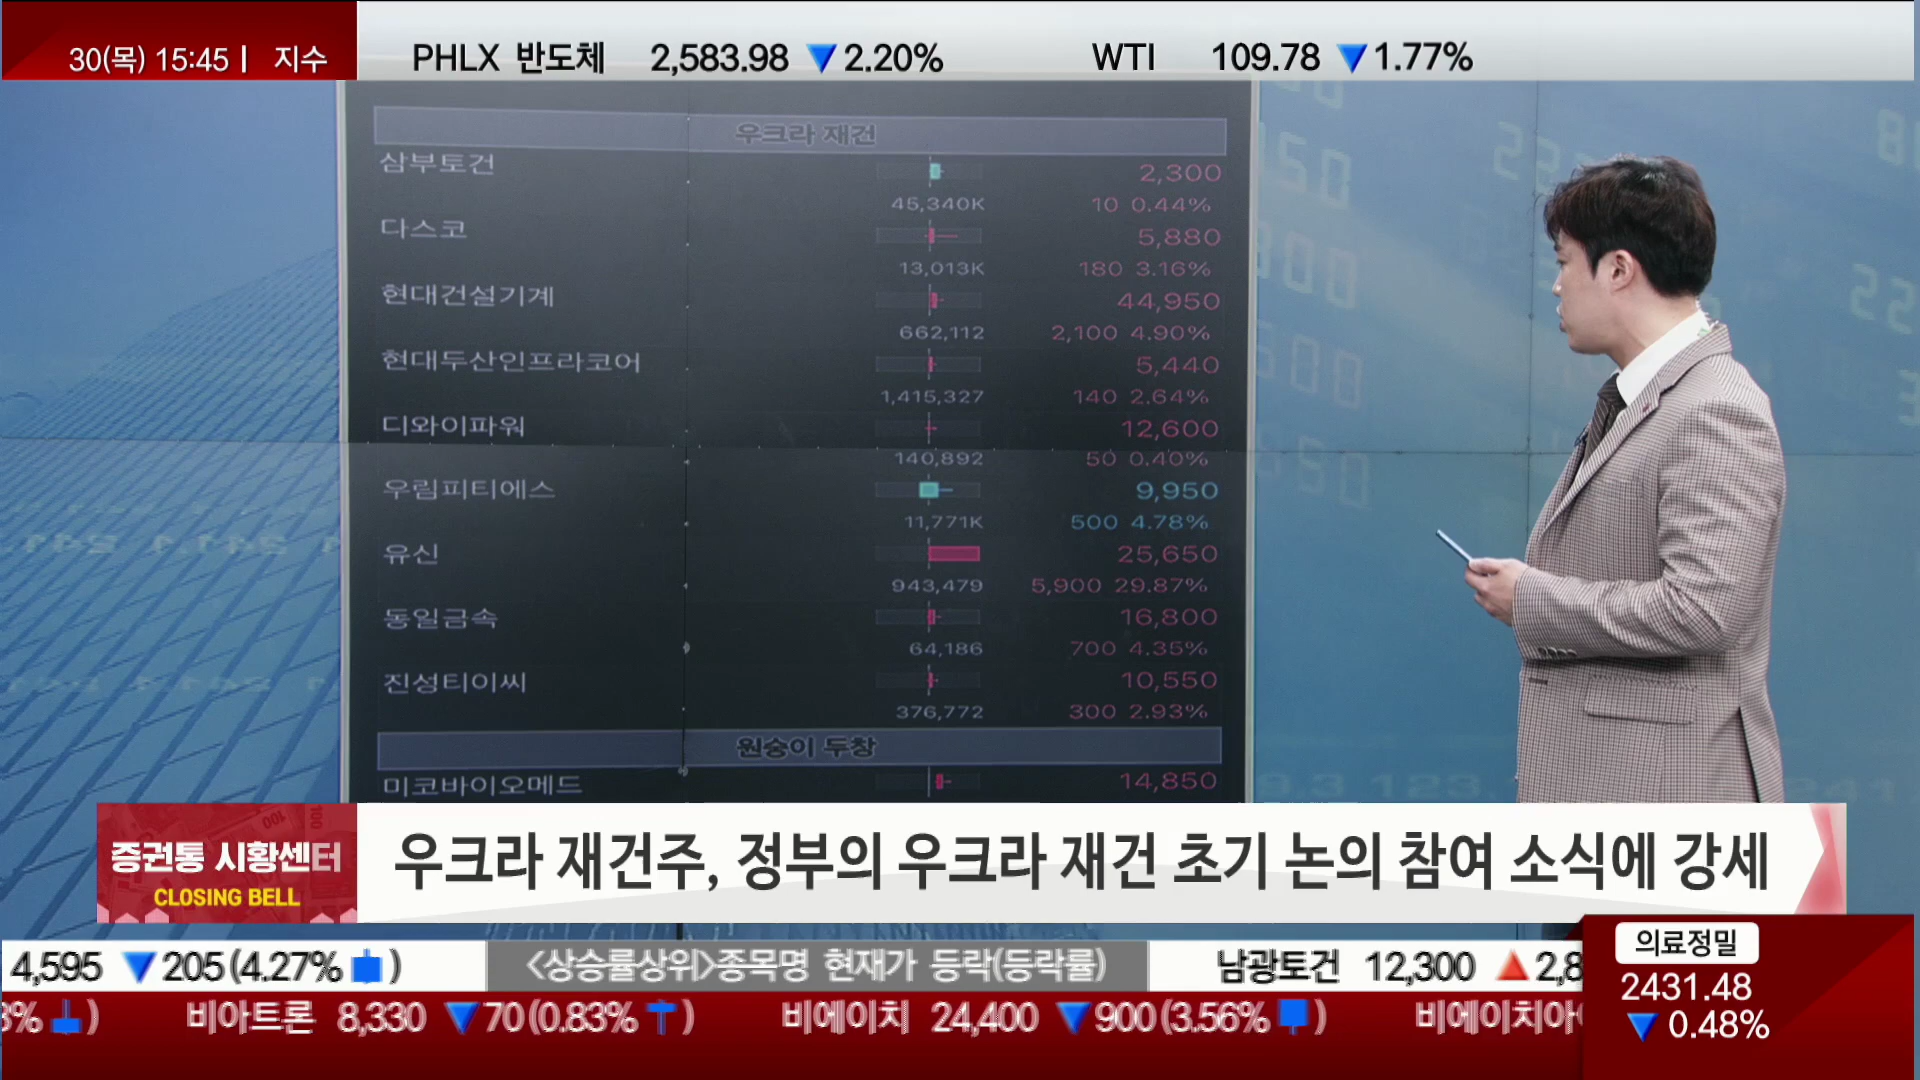 30(목) 15:45 | 지수
PHLX 반도체 2,583.98 ▼2.20%
WTI 109.78 ▼1.77%
우크라 재건
삼부토건 2,300
45,340K 10 0.44%
다스코 5,880
13,013K 180 3.16%
현대건설기계 44,950
662,112 2,100 4.90%
현대두산인프라코어 5,440
1,415,327 140 2.64%
디와이파워 12,600
140,892 50 0.40%
우림피티에스 9,950
11,771K 500 4.78%
유신 25,650
943,479 5,900 29.87%
동일금속 16,800
64,186 700 4.35%
진성티이씨 10,550
376,772 300 2.93%
원숭이 두창
미코바이오메드 14,850
증권통 시황센터
CLOSING BELL
우크라 재건주, 정부의 우크라 재건 초기 논의 참여 소식에 강세
4,595 ▼205(4.27% )
<상승률상위>종목명 현재가 등락(등락률)
남광토건 12,300 ▲2,8
의료정밀
2431.48
▼ 0.48%
% ) 비아트론 8,330 ▼70(0.83% ) 비에이치 24,400 ▼900(3.56% ) 비에이치아